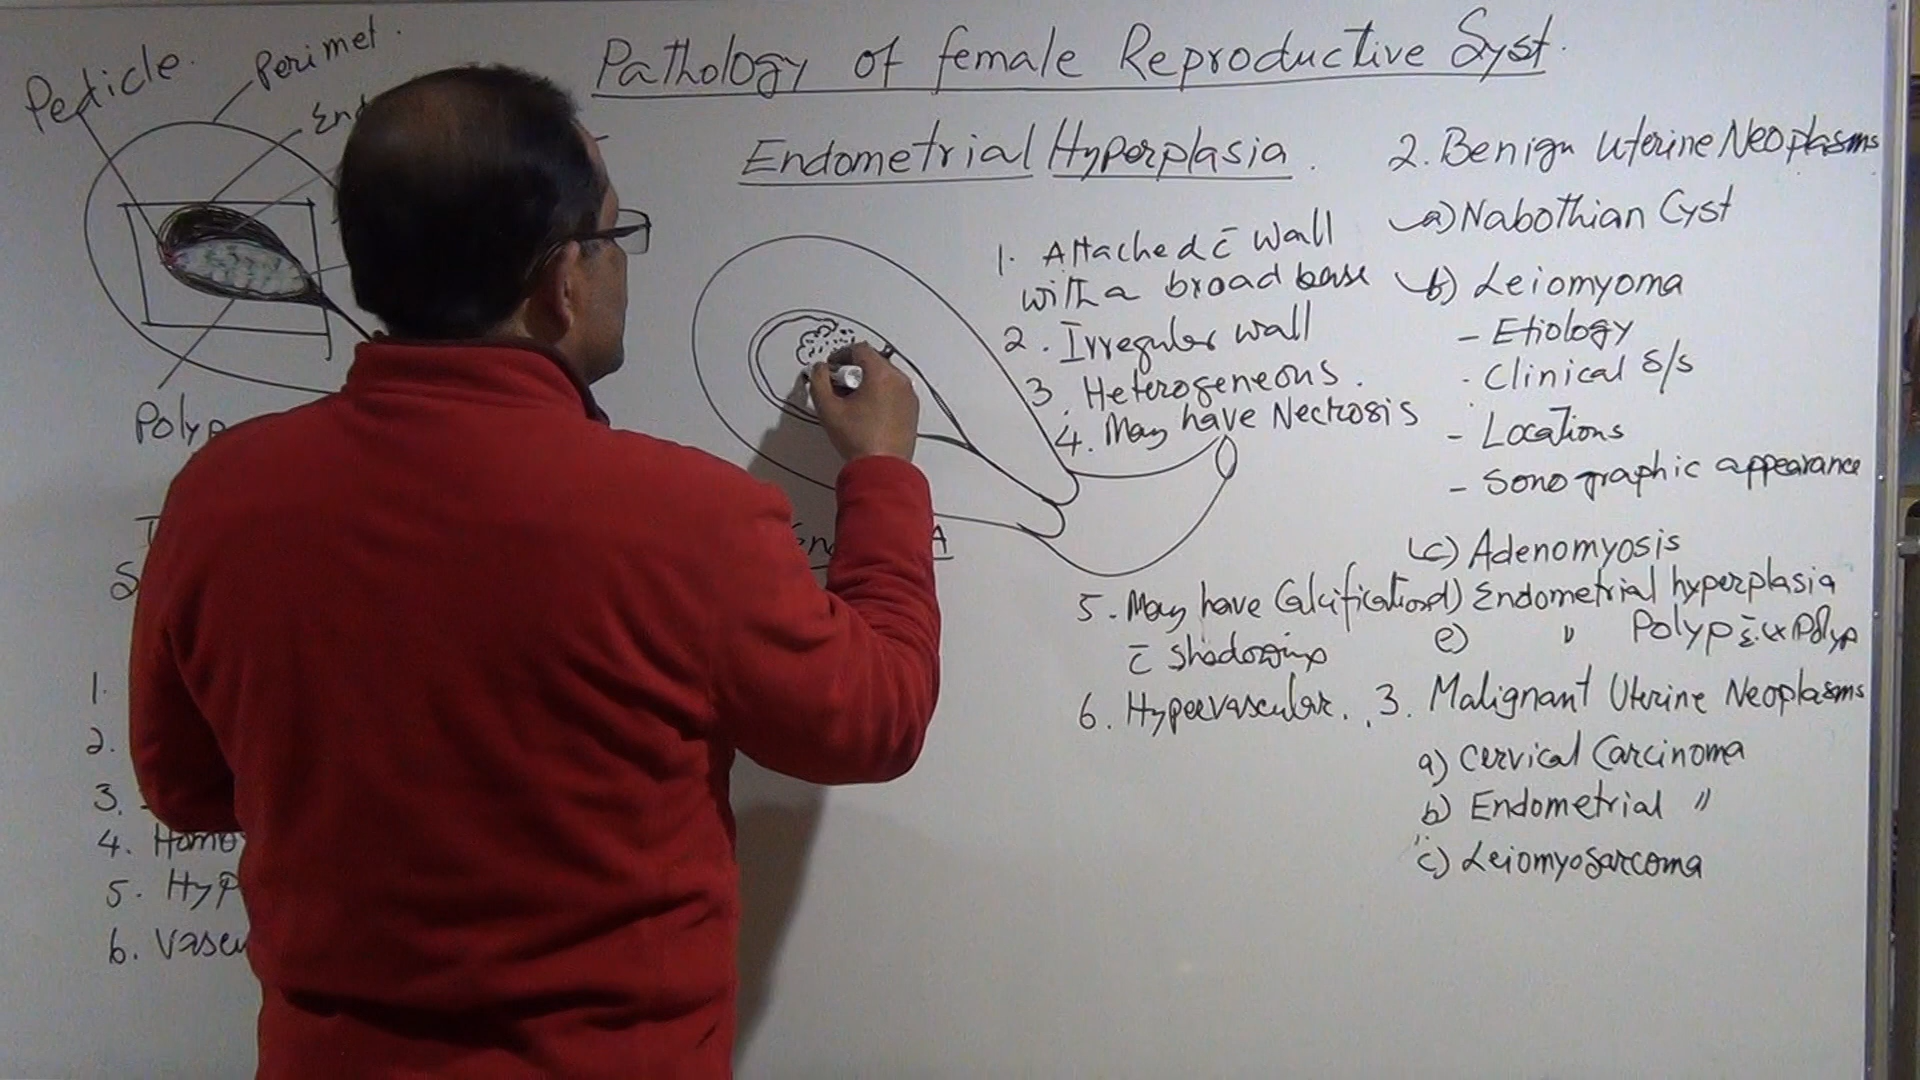 Pathology of female Reproductive Syst.
Endometrial Hyperplasia.
Pedicle.
Perimet.
End
Polyp
1.
2.
3.
4. Homo
5. Hyp
6. Vascu
A
1. Attached c̄ Wall
with a broad base
2. Irregular wall
3. Heterogeneous.
4. May have Necrosis
5. May have Calcification
c̄ shadowing
6. Hypervascular.
2. Benign Uterine Neoplasms
a) Nabothian Cyst
b) Leiomyoma
- Etiology
- Clinical S/S
- Locations
- Sonographic appearance
c) Adenomyosis
d) Endometrial hyperplasia
e) " Polyp
3. Malignant Uterine Neoplasms
a) Cervical Carcinoma
b) Endometrial "
c) Leiomyosarcoma